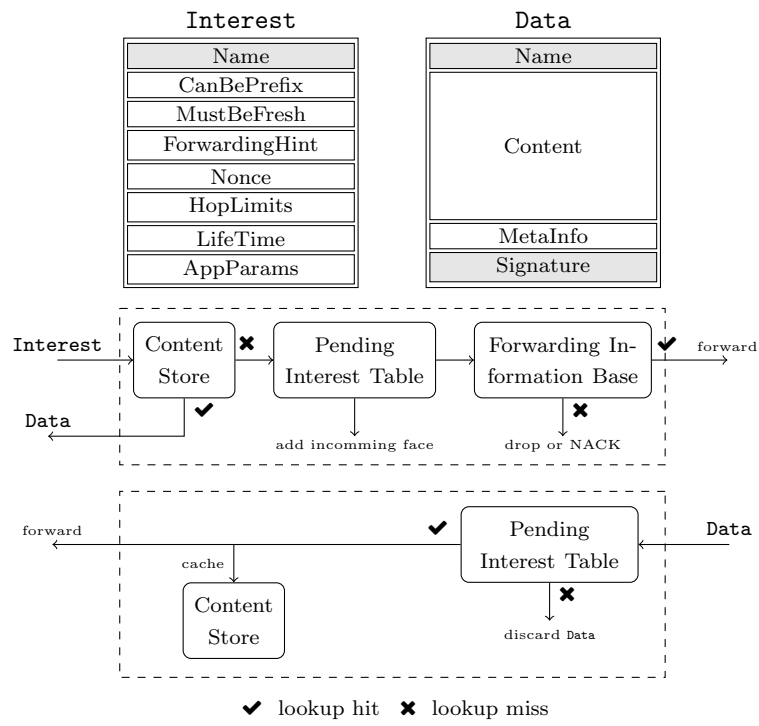 Interest
Data
Name
CanBePrefix
MustBeFresh
ForwardingHint
Nonce
HopLimits
LifeTime
AppParams
Name
Content
MetaInfo
Signature
Interest
Content
Store
Pending
Interest Table
Forwarding In-
formation Base
forward
Data
add incomming face
drop or NACK
forward
Pending
Interest Table
Data
cache
Content
Store
discard Data
lookup hit
lookup miss